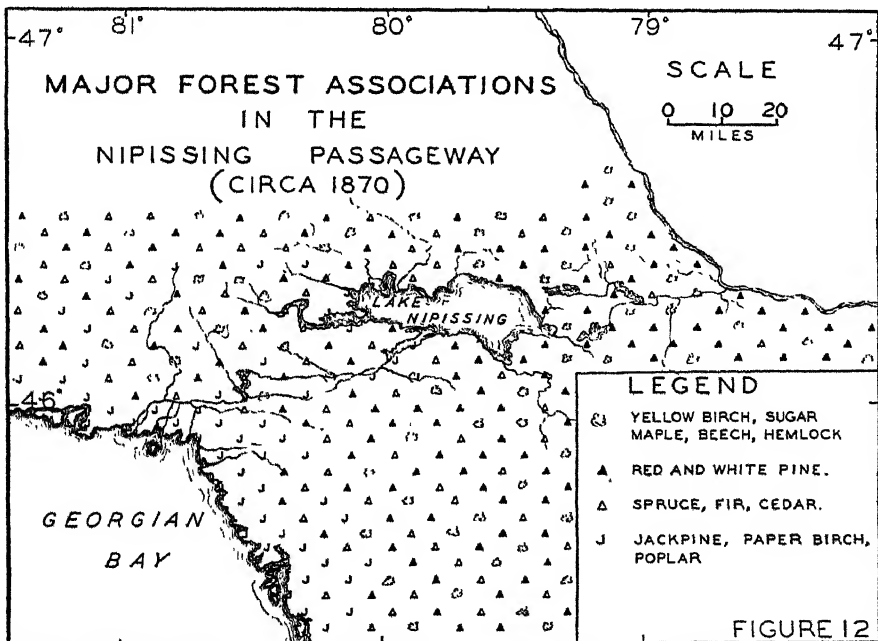 47° 81° 80° 79° 47°
MAJOR FOREST ASSOCIATIONS
IN THE
NIPISSING PASSAGEWAY
(CIRCA 1870)
SCALE
0 10 20
MILES
LAKE
NIPISSING
46°
GEORGIAN
BAY
LEGEND
YELLOW BIRCH, SUGAR
MAPLE, BEECH, HEMLOCK
RED AND WHITE PINE.
SPRUCE, FIR, CEDAR.
J JACKPINE, PAPER BIRCH,
POPLAR
FIGURE 12